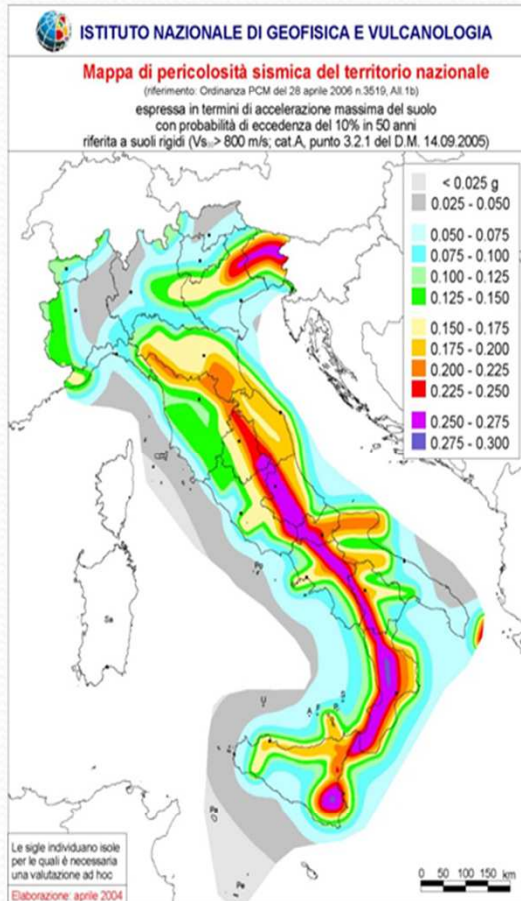 ISTITUTO NAZIONALE DI GEOFISICA E VULCANOLOGIA
Mappa di pericolosità sismica del territorio nazionale
(riferimento: Ordinanza PCM del 28 aprile 2006 n.3519, All.1b)
espressa in termini di accelerazione massima del suolo
con probabilità di eccedenza del 10% in 50 anni
riferita a suoli rigidi (Vs₃₀> 800 m/s; cat.A, punto 3.2.1 del D.M. 14.09.2005)
< 0.025 g
0.025 - 0.050
0.050 - 0.075
0.075 - 0.100
0.100 - 0.125
0.125 - 0.150
0.150 - 0.175
0.175 - 0.200
0.200 - 0.225
0.225 - 0.250
0.250 - 0.275
0.275 - 0.300
Po
Sa
U
A
F
Pa
Pe
Le sigle individuano isole
per le quali è necessaria
una valutazione ad hoc
Elaborazione: aprile 2004
0 50 100 150 km